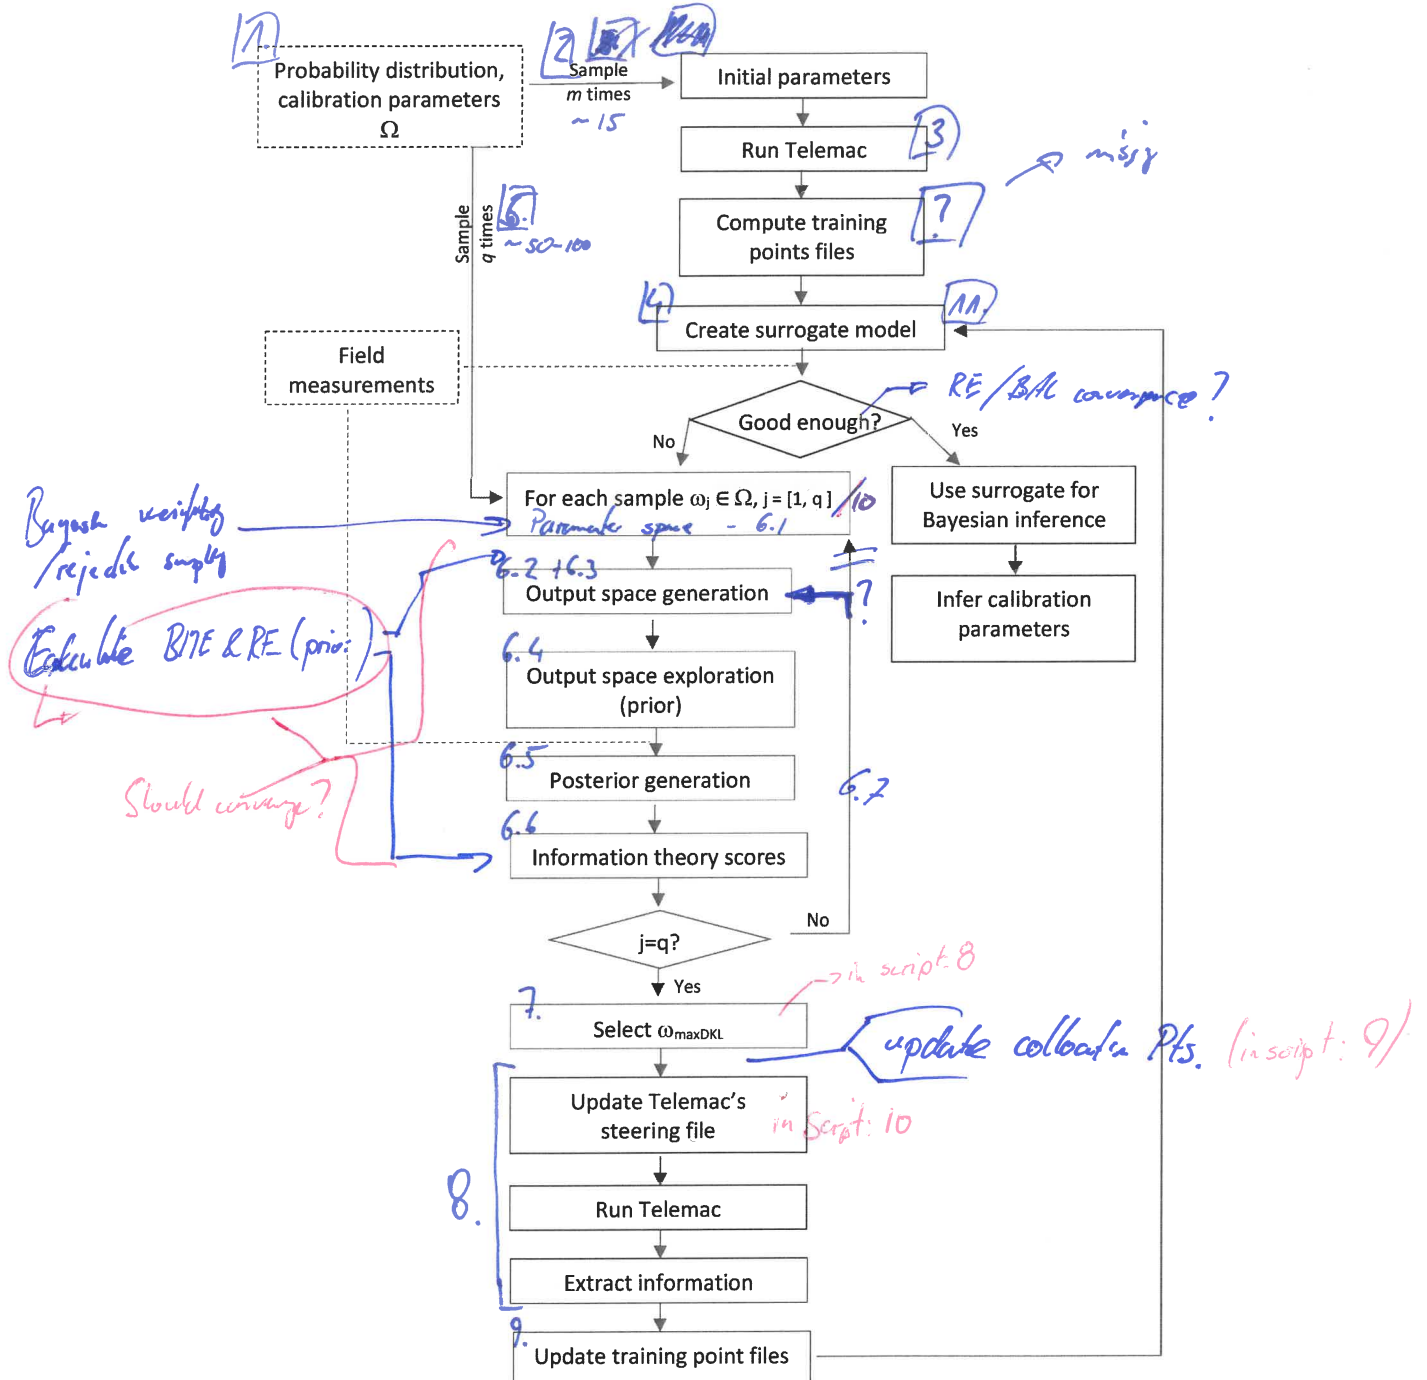 1.
Probability distribution,
calibration parameters
Ω
2
Sample
m times
~15
Initial parameters
Run Telemac
3
Compute training
points files
?
Sample
q times
6.
~50-100
4
Create surrogate model
11.
Field
measurements
Good enough?
RE/BAL convergence?
No
Yes
For each sample ωj ∈ Ω, j = [1, q]
/10
Parameter space - 6.1
Use surrogate for
Bayesian inference
Infer calibration
parameters
Bayesian weighting
/rejection sampling
6.2 + 6.3
Output space generation
?
Calculate BME & RE (prior)
6.4
Output space exploration
(prior)
6.5
Posterior generation
6.7
Should converge?
6.6
Information theory scores
j=q?
No
Yes
7.
Select ωmaxDKL
→ in script: 8
update collocation Pts. (in script: 9)
Update Telemac's
steering file
in script: 10
8.
Run Telemac
Extract information
9.
Update training point files